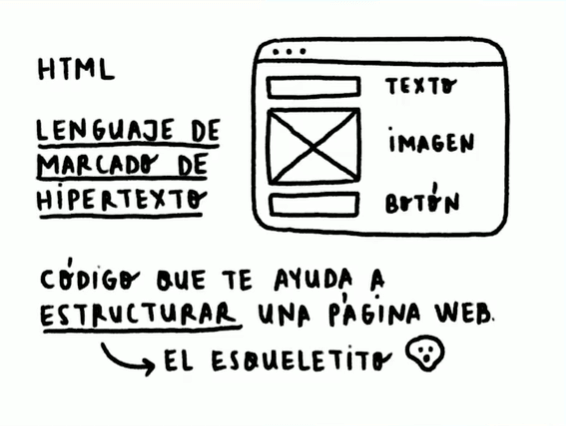 HTML
LENGUAJE DE
MARCADO DE
HIPERTEXTO
TEXTO
IMAGEN
BOTÓN
CÓDIGO QUE TE AYUDA A
ESTRUCTURAR UNA PÁGINA WEB.
EL ESQUELETITO